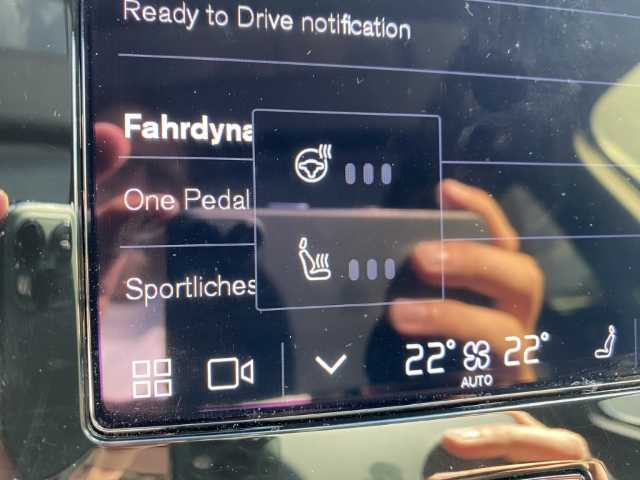 Ready to Drive notification
Fahrdyna
One Pedal
Sportliches
22° 22°
AUTO